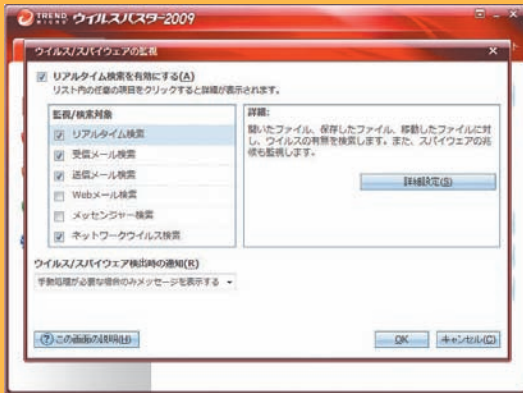 TREND MICRO ウイルスバスター2009
ウイルス/スパイウェアの監視
リアルタイム検索を有効にする(A)
リスト内の任意の項目をクリックすると詳細が表示されます。
監視/検索対象
リアルタイム検索
受信メール検索
送信メール検索
Webメール検索
メッセンジャー検索
ネットワークウイルス検索
詳細:
開いたファイル、保存したファイル、移動したファイルに対
し、ウイルスの有無を検索します。また、スパイウェアの兆
候も監視します。
詳細設定(S)
ウイルス/スパイウェア検出時の通知(R)
手動処理が必要な場合のみメッセージを表示する
この画面の説明(H)
OK
キャンセル(C)